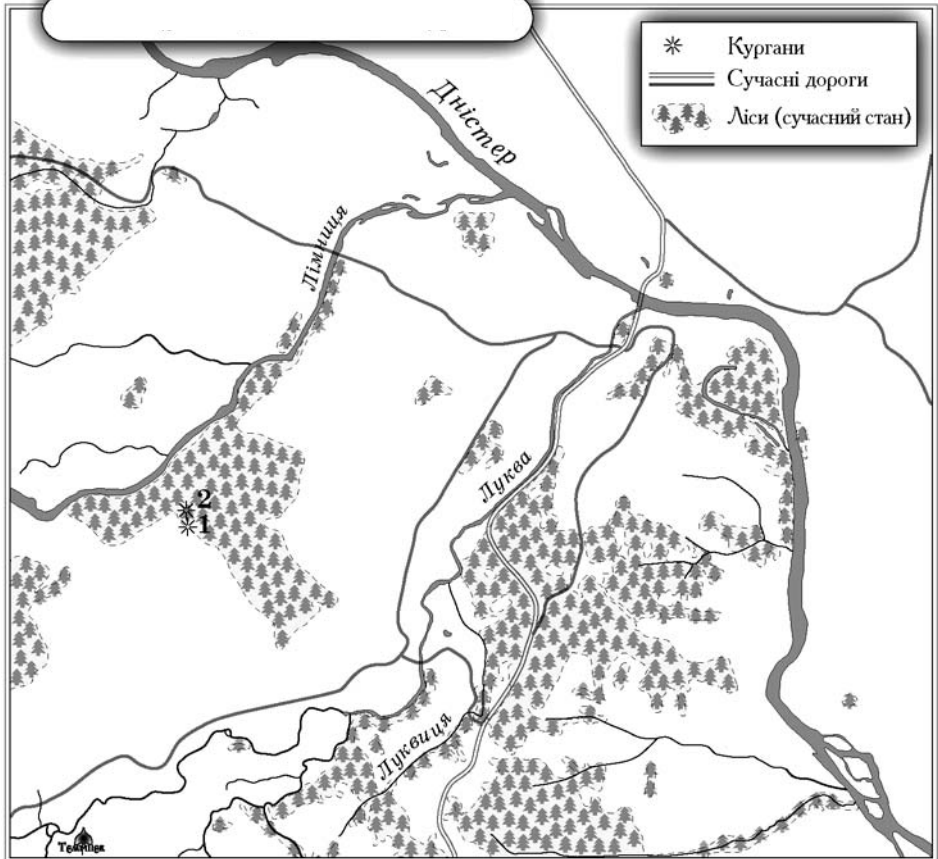 Кургани
Сучасні дороги
Ліси (сучасний стан)
Дністер
Лімниця
Луква
2
1
Луквиця